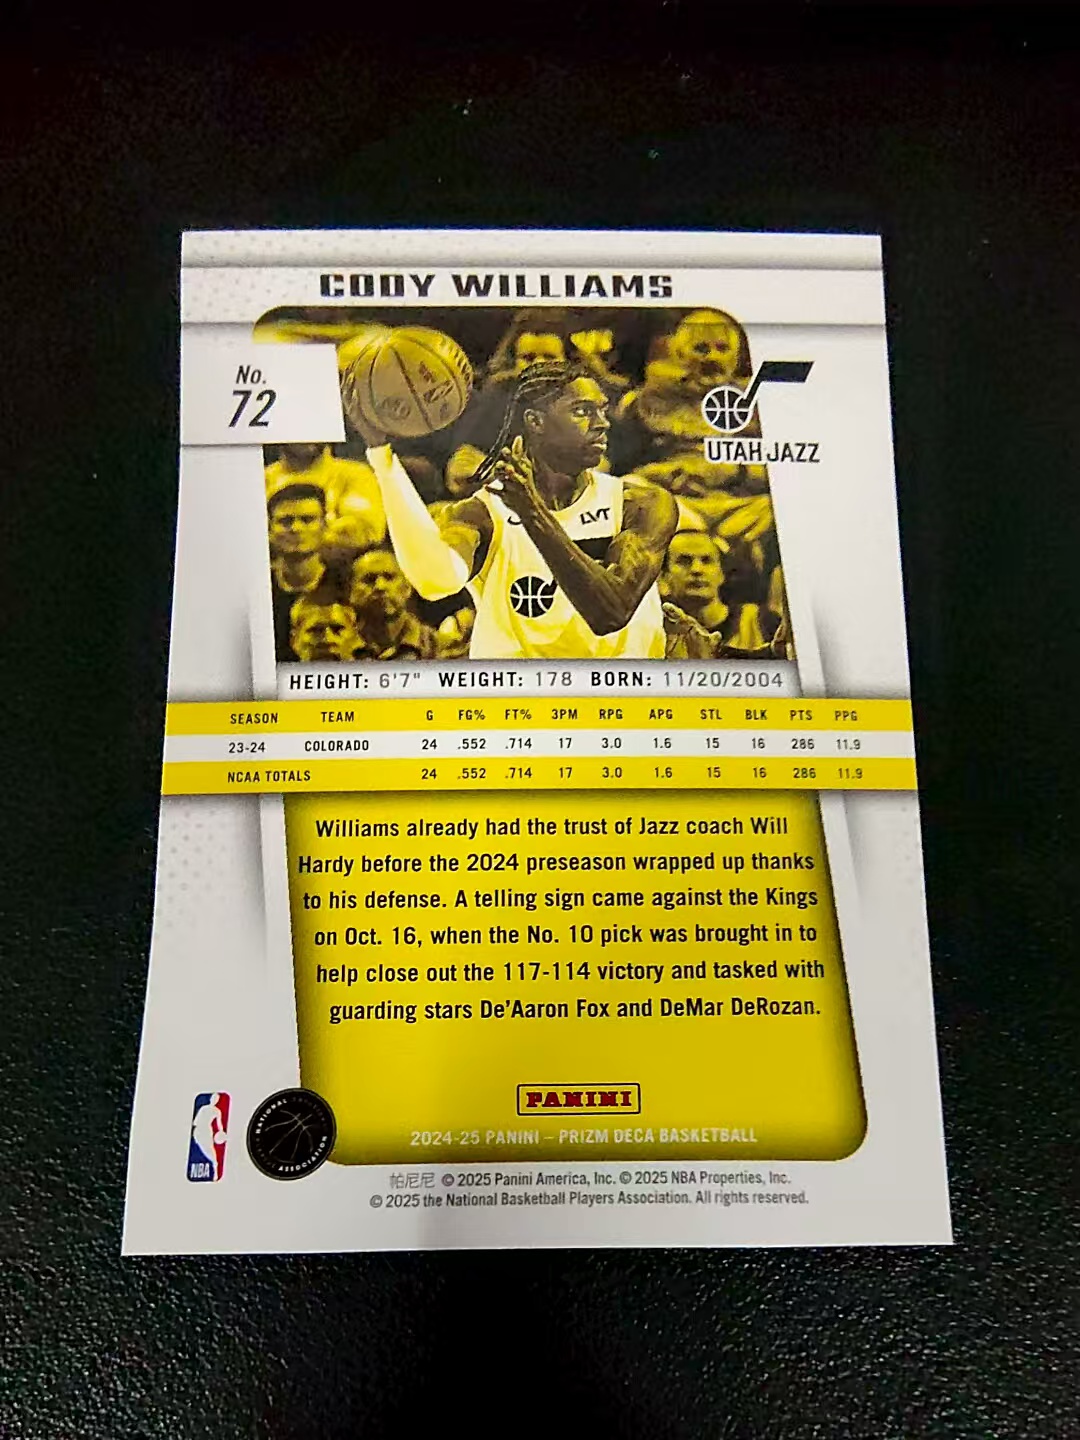 CODY WILLIAMS
No.
72
UTAH JAZZ
LVT
HEIGHT: 6'7" WEIGHT: 178 BORN: 11/20/2004
SEASON TEAM G FG% FT% 3PM RPG APG STL BLK PTS PPG
23-24 COLORADO 24 .552 .714 17 3.0 1.6 15 16 286 11.9
NCAA TOTALS 24 .552 .714 17 3.0 1.6 15 16 286 11.9
Williams already had the trust of Jazz coach Will
Hardy before the 2024 preseason wrapped up thanks
to his defense. A telling sign came against the Kings
on Oct. 16, when the No. 10 pick was brought in to
help close out the 117-114 victory and tasked with
guarding stars De'Aaron Fox and DeMar DeRozan.
PANINI
2024-25 PANINI – PRIZM DECA BASKETBALL
NBA
NATIONAL
ASSOCIATION
帕尼尼 © 2025 Panini America, Inc. © 2025 NBA Properties, Inc.
© 2025 the National Basketball Players Association. All rights reserved.